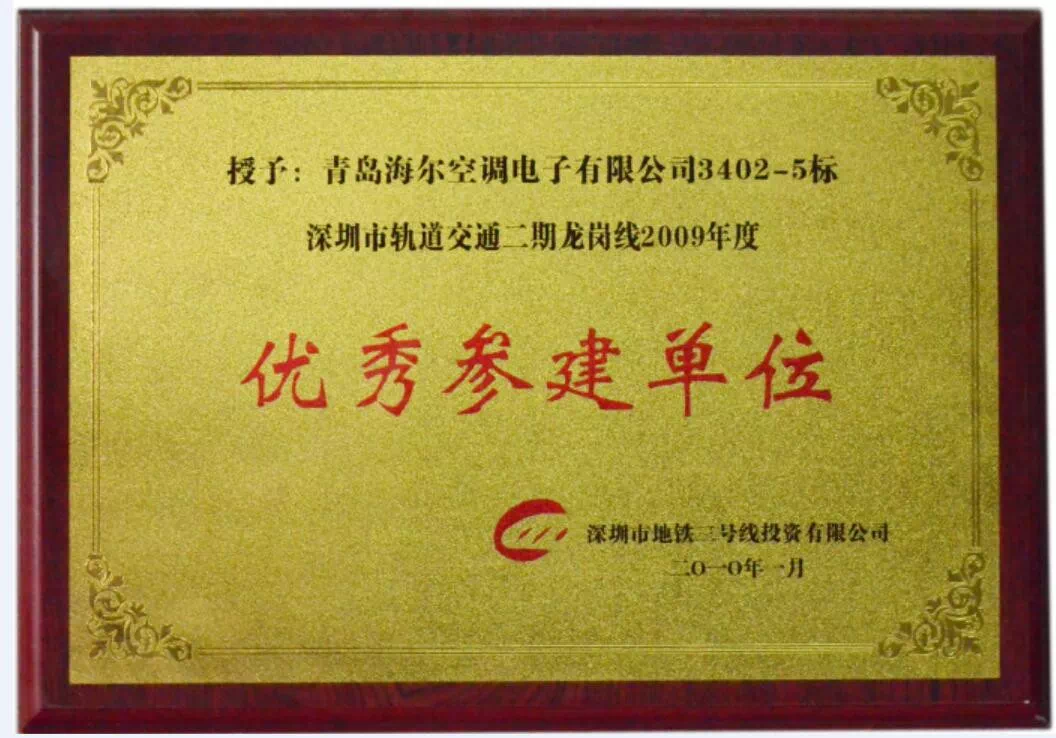 授予：青岛海尔空调电子有限公司3402-5标
深圳市轨道交通二期龙岗线2009年度
优秀参建单位
深圳市地铁三号线投资有限公司
二〇一〇年一月